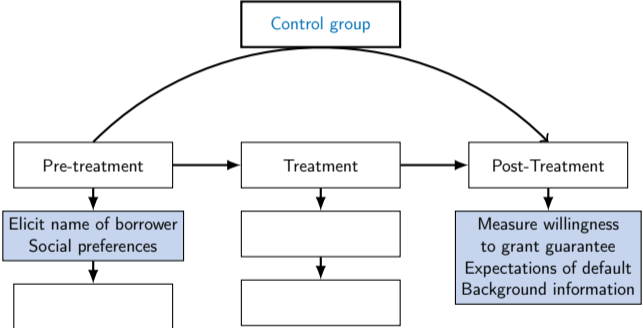 Control group
Pre-treatment
Treatment
Post-Treatment
Elicit name of borrower
Social preferences
Measure willingness
to grant guarantee
Expectations of default
Background information